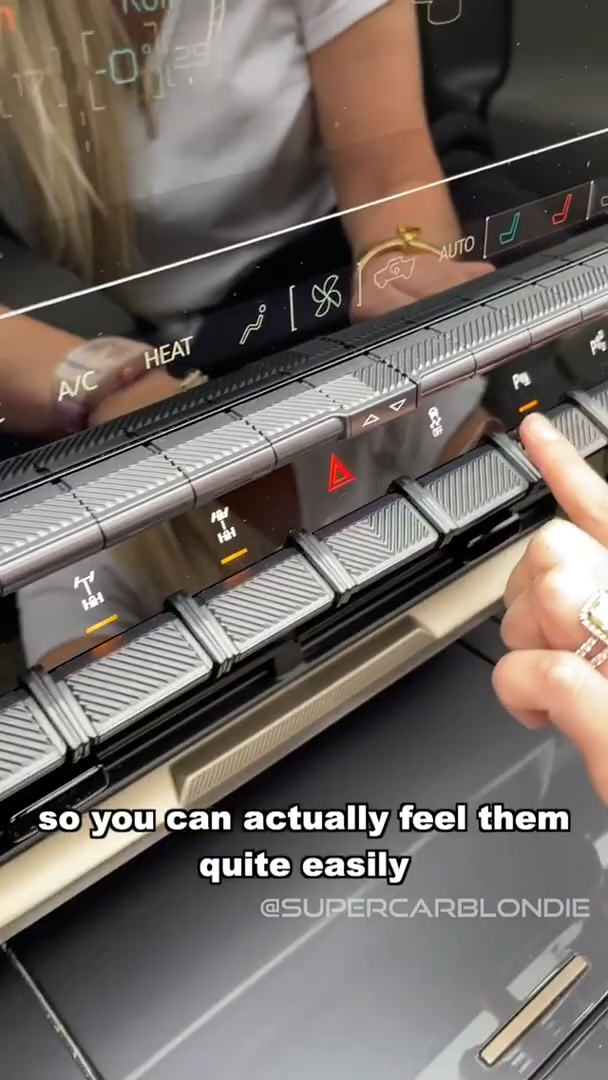 AUTO
HEAT
A/C
OFF
so you can actually feel them
quite easily
@SUPERCARBLONDIE